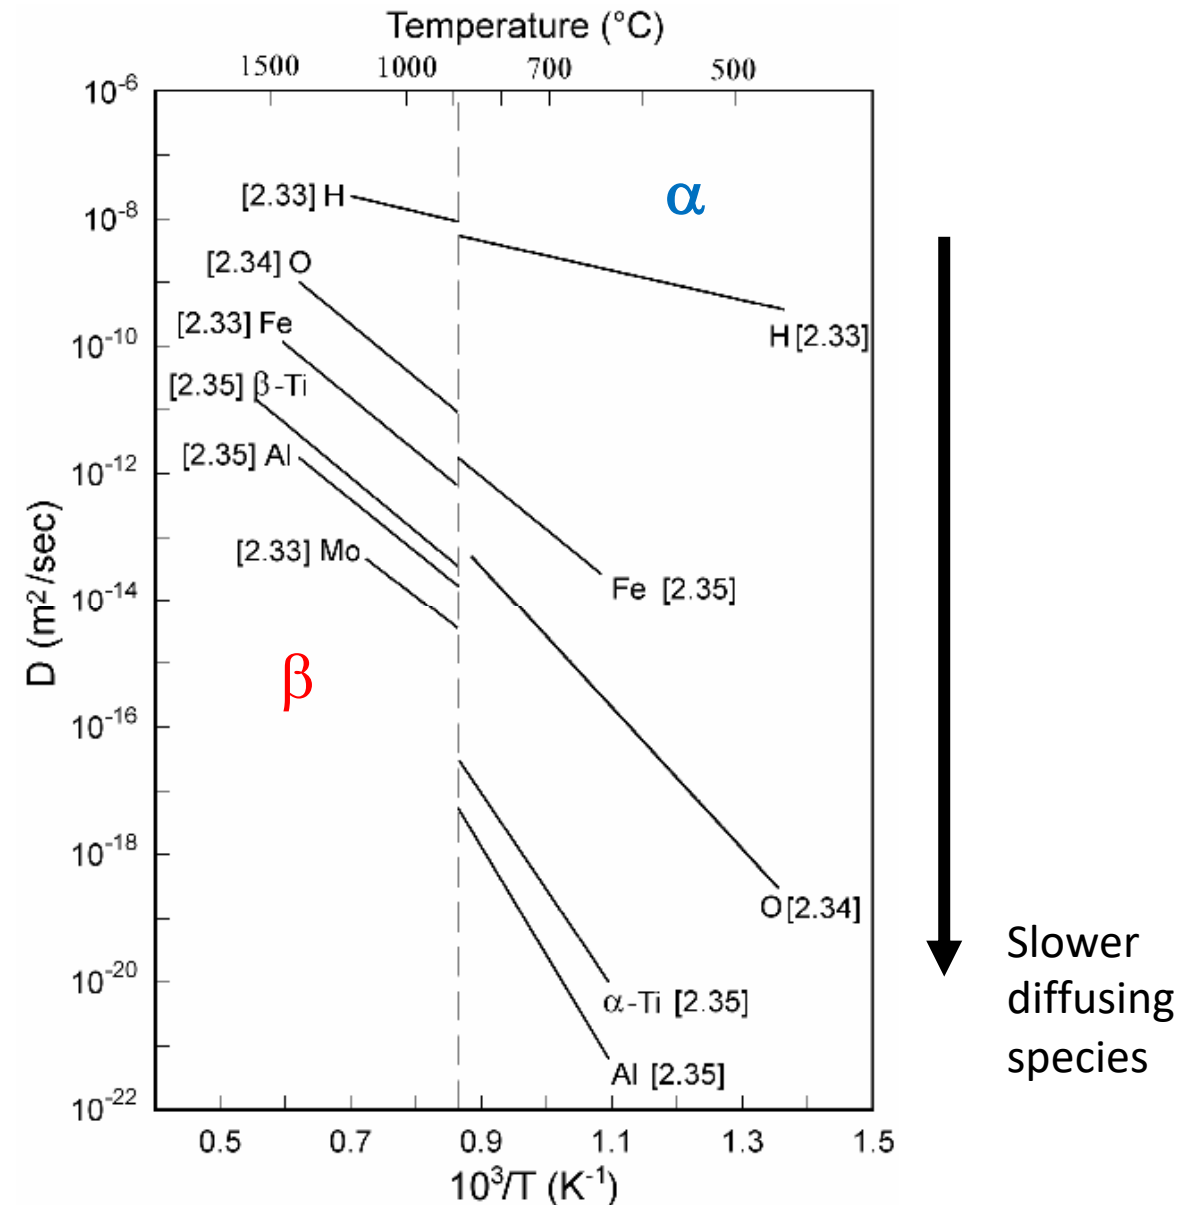 Temperature (°C)
1500 1000 700 500
10-6
[2.33] H
α
10-8
[2.34] O
[2.33] Fe
H [2.33]
10-10
[2.35] β-Ti
[2.35] Al
10-12
[2.33] Mo
Fe [2.35]
10-14
D (m2/sec)
β
10-16
10-18
O [2.34]
Slower
diffusing
species
10-20
α-Ti [2.35]
Al [2.35]
10-22
0.5 0.7 0.9 1.1 1.3 1.5
103/T (K-1)